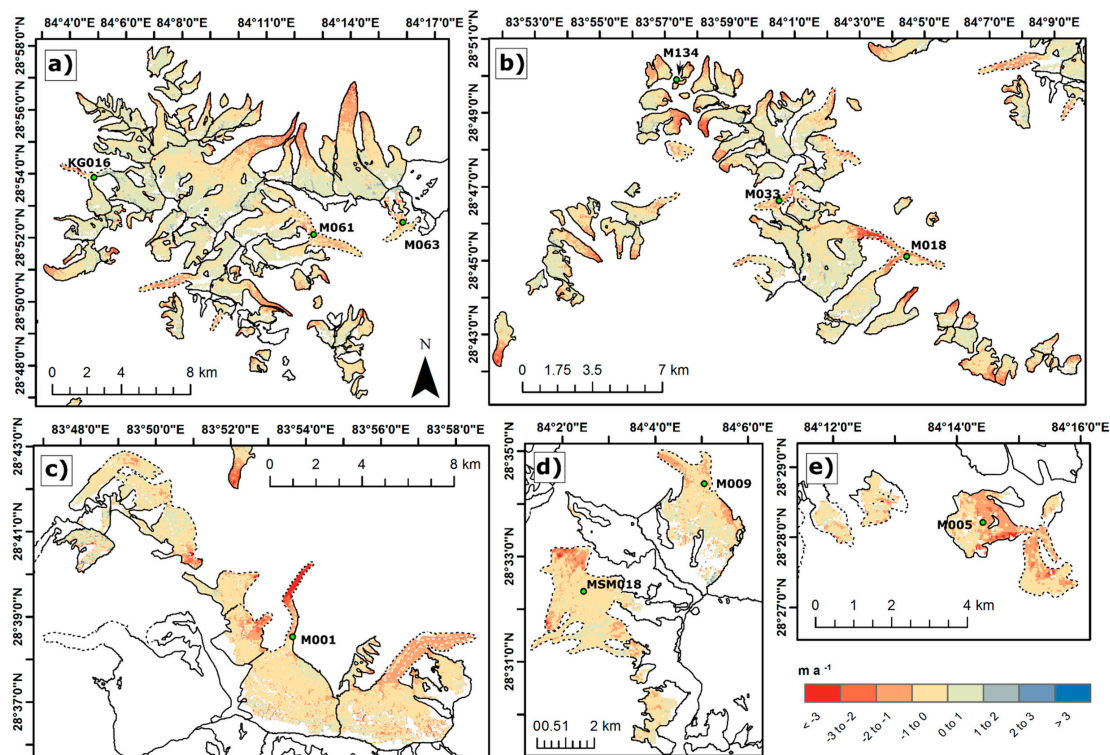 84°4'0"E 84°8'0"E 84°11'0"E 84°14'0"E 84°17'0"E
28°58'0"N
28°56'0"N
28°54'0"N
28°52'0"N
28°50'0"N
28°48'0"N
a)
KG016
M061
M063
N
0 2 4 8 km
83°53'0"E 83°55'0"E 83°57'0"E 83°59'0"E 84°1'0"E 84°3'0"E 84°5'0"E 84°7'0"E 84°9'0"E
28°51'0"N
28°49'0"N
28°47'0"N
28°45'0"N
28°43'0"N
b)
M134
M033
M018
0 1.75 3.5 7 km
83°48'0"E 83°50'0"E 83°52'0"E 83°54'0"E 83°56'0"E 83°58'0"E
28°43'0"N
28°41'0"N
28°39'0"N
28°37'0"N
c)
0 2 4 8 km
M001
84°2'0"E 84°4'0"E 84°6'0"E
28°35'0"N
28°33'0"N
28°31'0"N
d)
M009
MSM018
00.51 2 km
84°12'0"E 84°14'0"E 84°16'0"E
28°29'0"N
28°28'0"N
28°27'0"N
e)
M005
0 1 2 4 km
m a⁻¹
<-3
-3 to -2
-2 to -1
-1 to 0
0 to 1
1 to 2
2 to 3
> 3